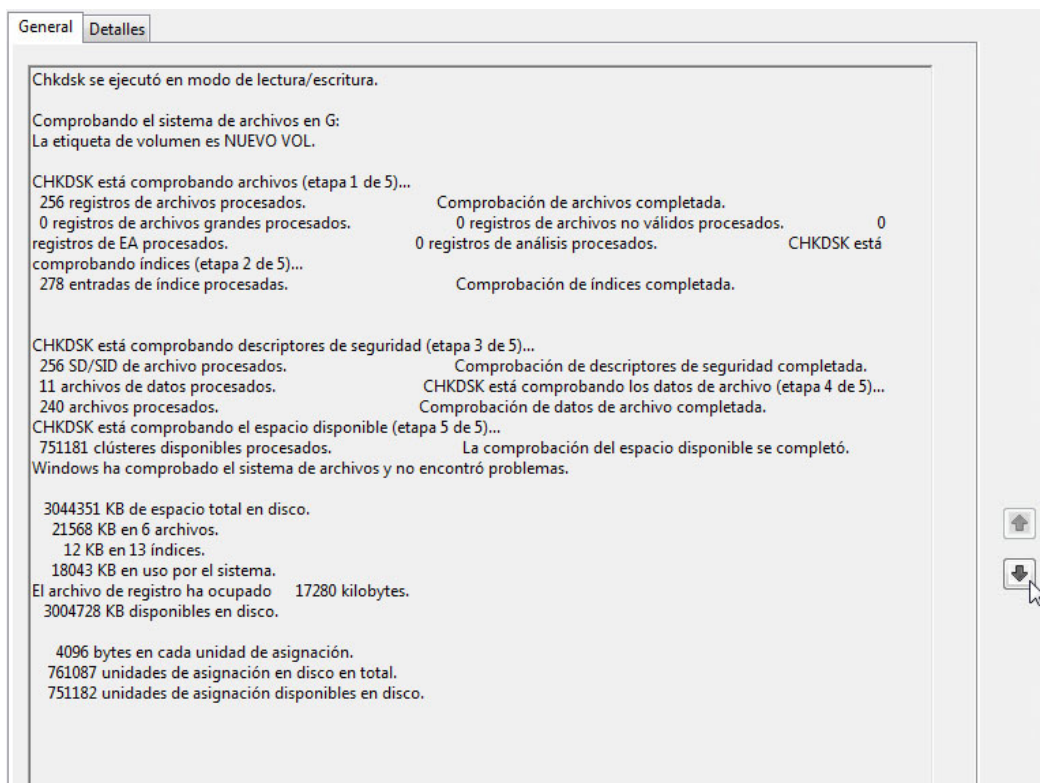 General Detalles
Chkdsk se ejecutó en modo de lectura/escritura.
Comprobando el sistema de archivos en G:
La etiqueta de volumen es NUEVO VOL.
CHKDSK está comprobando archivos (etapa 1 de 5)...
256 registros de archivos procesados. Comprobación de archivos completada.
0 registros de archivos grandes procesados. 0 registros de archivos no válidos procesados. 0
registros de EA procesados. 0 registros de análisis procesados. CHKDSK está
comprobando índices (etapa 2 de 5)...
278 entradas de índice procesadas. Comprobación de índices completada.
CHKDSK está comprobando descriptores de seguridad (etapa 3 de 5)...
256 SD/SID de archivo procesados. Comprobación de descriptores de seguridad completada.
11 archivos de datos procesados. CHKDSK está comprobando los datos de archivo (etapa 4 de 5)...
240 archivos procesados. Comprobación de datos de archivo completada.
CHKDSK está comprobando el espacio disponible (etapa 5 de 5)...
751181 clústeres disponibles procesados. La comprobación del espacio disponible se completó.
Windows ha comprobado el sistema de archivos y no encontró problemas.
3044351 KB de espacio total en disco.
21568 KB en 6 archivos.
12 KB en 13 índices.
18043 KB en uso por el sistema.
El archivo de registro ha ocupado 17280 kilobytes.
3004728 KB disponibles en disco.
4096 bytes en cada unidad de asignación.
761087 unidades de asignación en disco en total.
751182 unidades de asignación disponibles en disco.